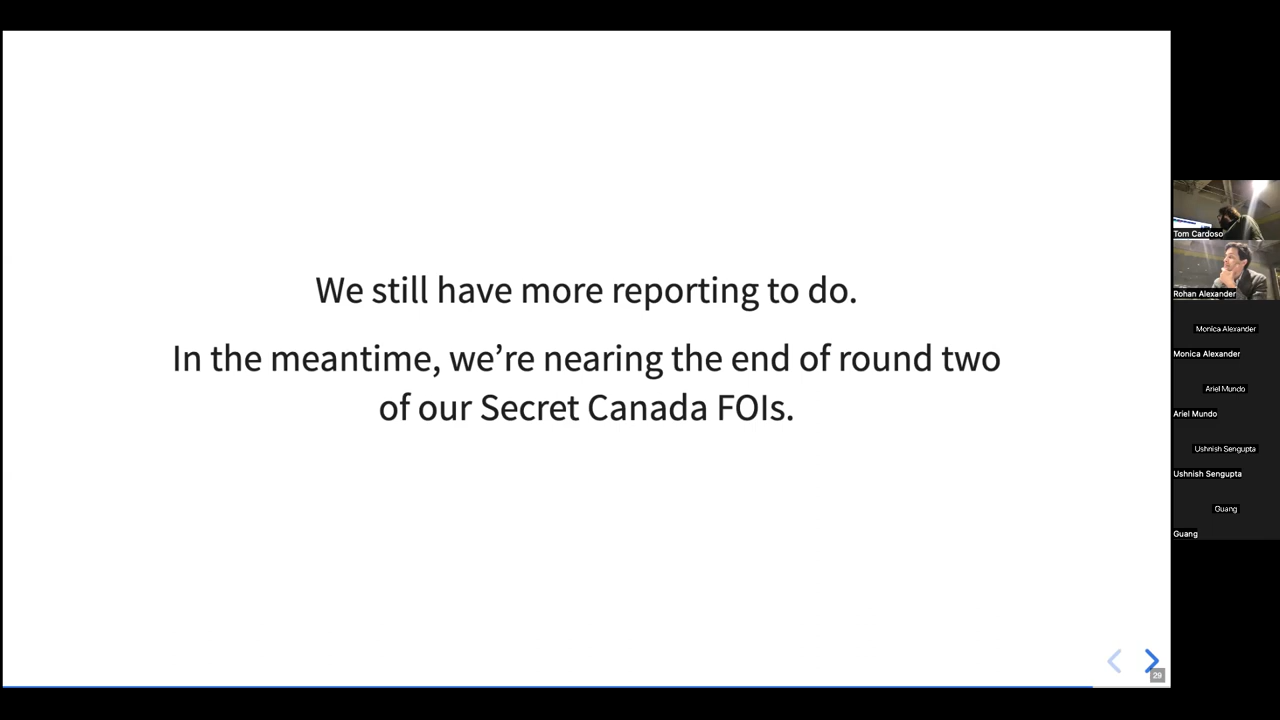 We still have more reporting to do.
In the meantime, we're nearing the end of round two
of our Secret Canada FOIs.
29
Tom Cardoso
Rohan Alexander
Monica Alexander
Monica Alexander
Ariel Mundo
Ariel Mundo
Ushnish Sengupta
Ushnish Sengupta
Guang
Guang